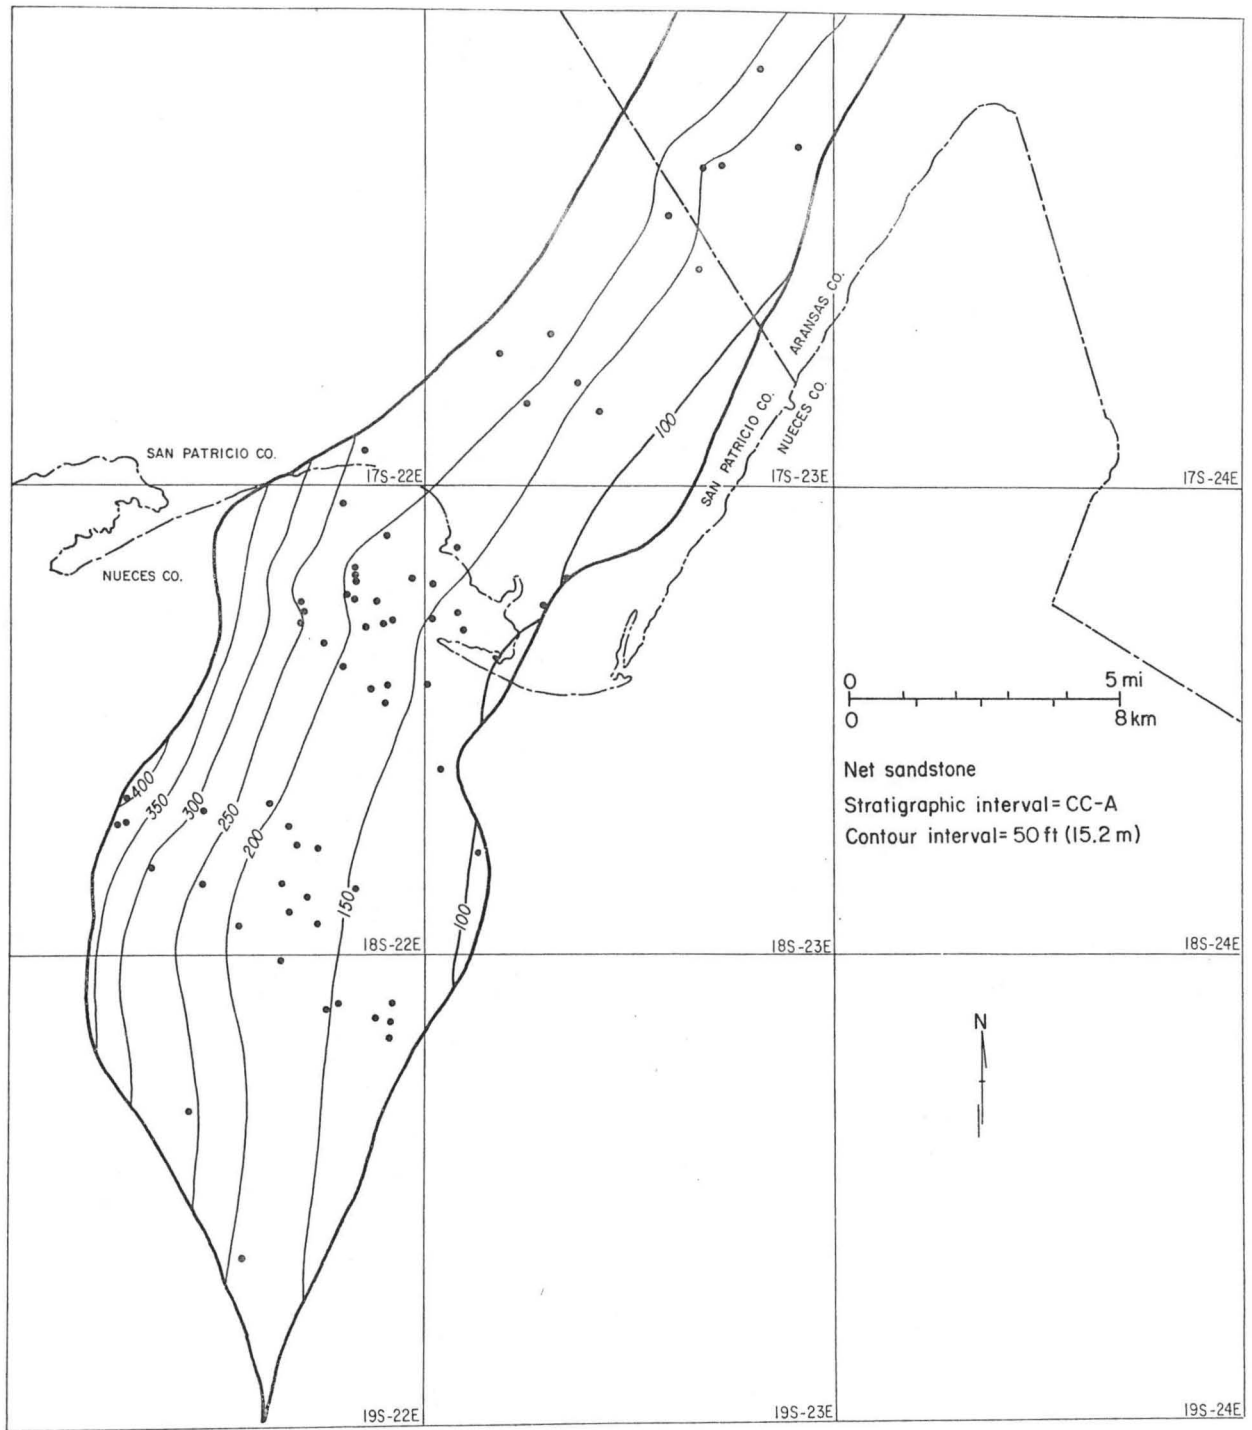 ARANSAS CO.
SAN PATRICIO CO.
NUECES CO.
100
SAN PATRICIO CO.
17S-22E
17S-23E
17S-24E
NUECES CO.
0 5 mi
0 8 km
Net sandstone
Stratigraphic interval = CC-A
Contour interval = 50 ft (15.2 m)
400
350
300
250
200
150
100
18S-22E
18S-23E
18S-24E
N
19S-22E
19S-23E
19S-24E